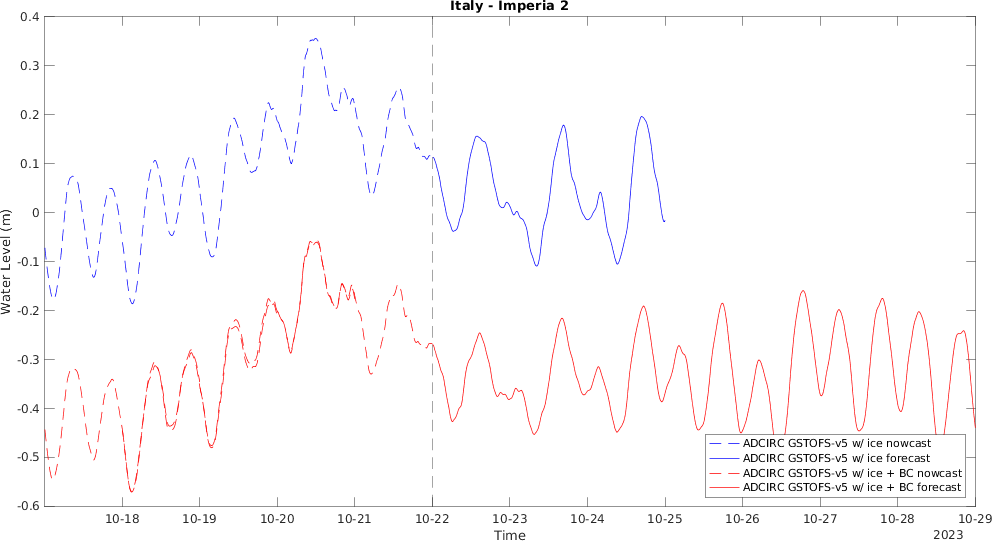 Italy - Imperia 2
Water Level (m)
0.4
0.3
0.2
0.1
0
-0.1
-0.2
-0.3
-0.4
-0.5
-0.6
ADCIRC GSTOFS-v5 w/ ice nowcast
ADCIRC GSTOFS-v5 w/ ice forecast
ADCIRC GSTOFS-v5 w/ ice + BC nowcast
ADCIRC GSTOFS-v5 w/ ice + BC forecast
10-18 10-19 10-20 10-21 10-22 10-23 10-24 10-25 10-26 10-27 10-28 10-29
Time
2023